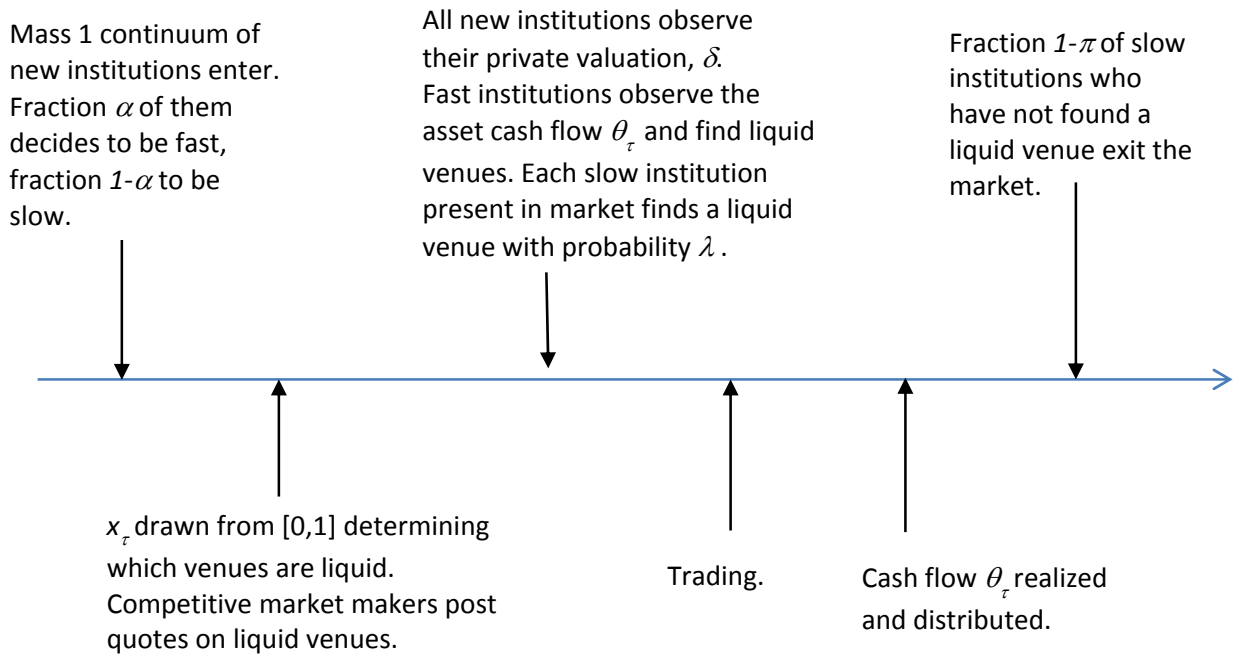 Mass 1 continuum of
new institutions enter.
Fraction α of them
decides to be fast,
fraction 1-α to be
slow.
All new institutions observe
their private valuation, δ.
Fast institutions observe the
asset cash flow θ_τ and find liquid
venues. Each slow institution
present in market finds a liquid
venue with probability λ .
Fraction 1-π of slow
institutions who
have not found a
liquid venue exit the
market.
x_τ drawn from [0,1] determining
which venues are liquid.
Competitive market makers post
quotes on liquid venues.
Trading.
Cash flow θ_τ realized
and distributed.